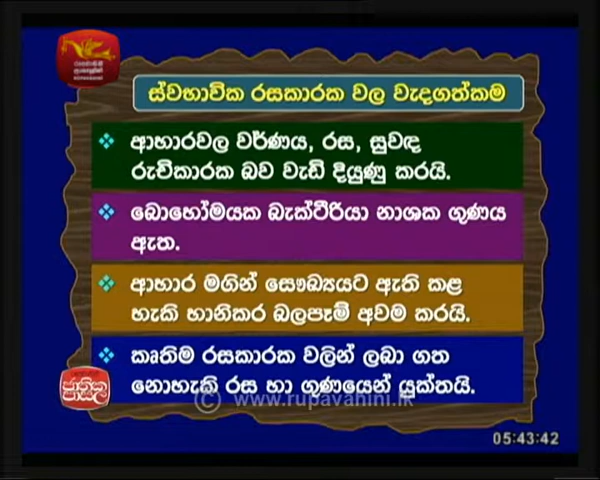 ස්වභාවික රසකාරක වල වැදගත්කම
ආහාරවල වර්ණය, රස, සුවඳ
රුචිකාරක බව වැඩි දියුණු කරයි.
බොහෝමයක බැක්ටීරියා නාශක ගුණය
ඇත.
ආහාර මගින් සෞඛ්‍යයට ඇති කළ
හැකි හානිකර බලපෑම් අවම කරයි.
කෘතිම රසකාරක වලින් ලබා ගත
නොහැකි රස හා ගුණයෙන් යුක්තයි.
ජාතික
පාසල
© www.rupavahini.lk
05:43:42